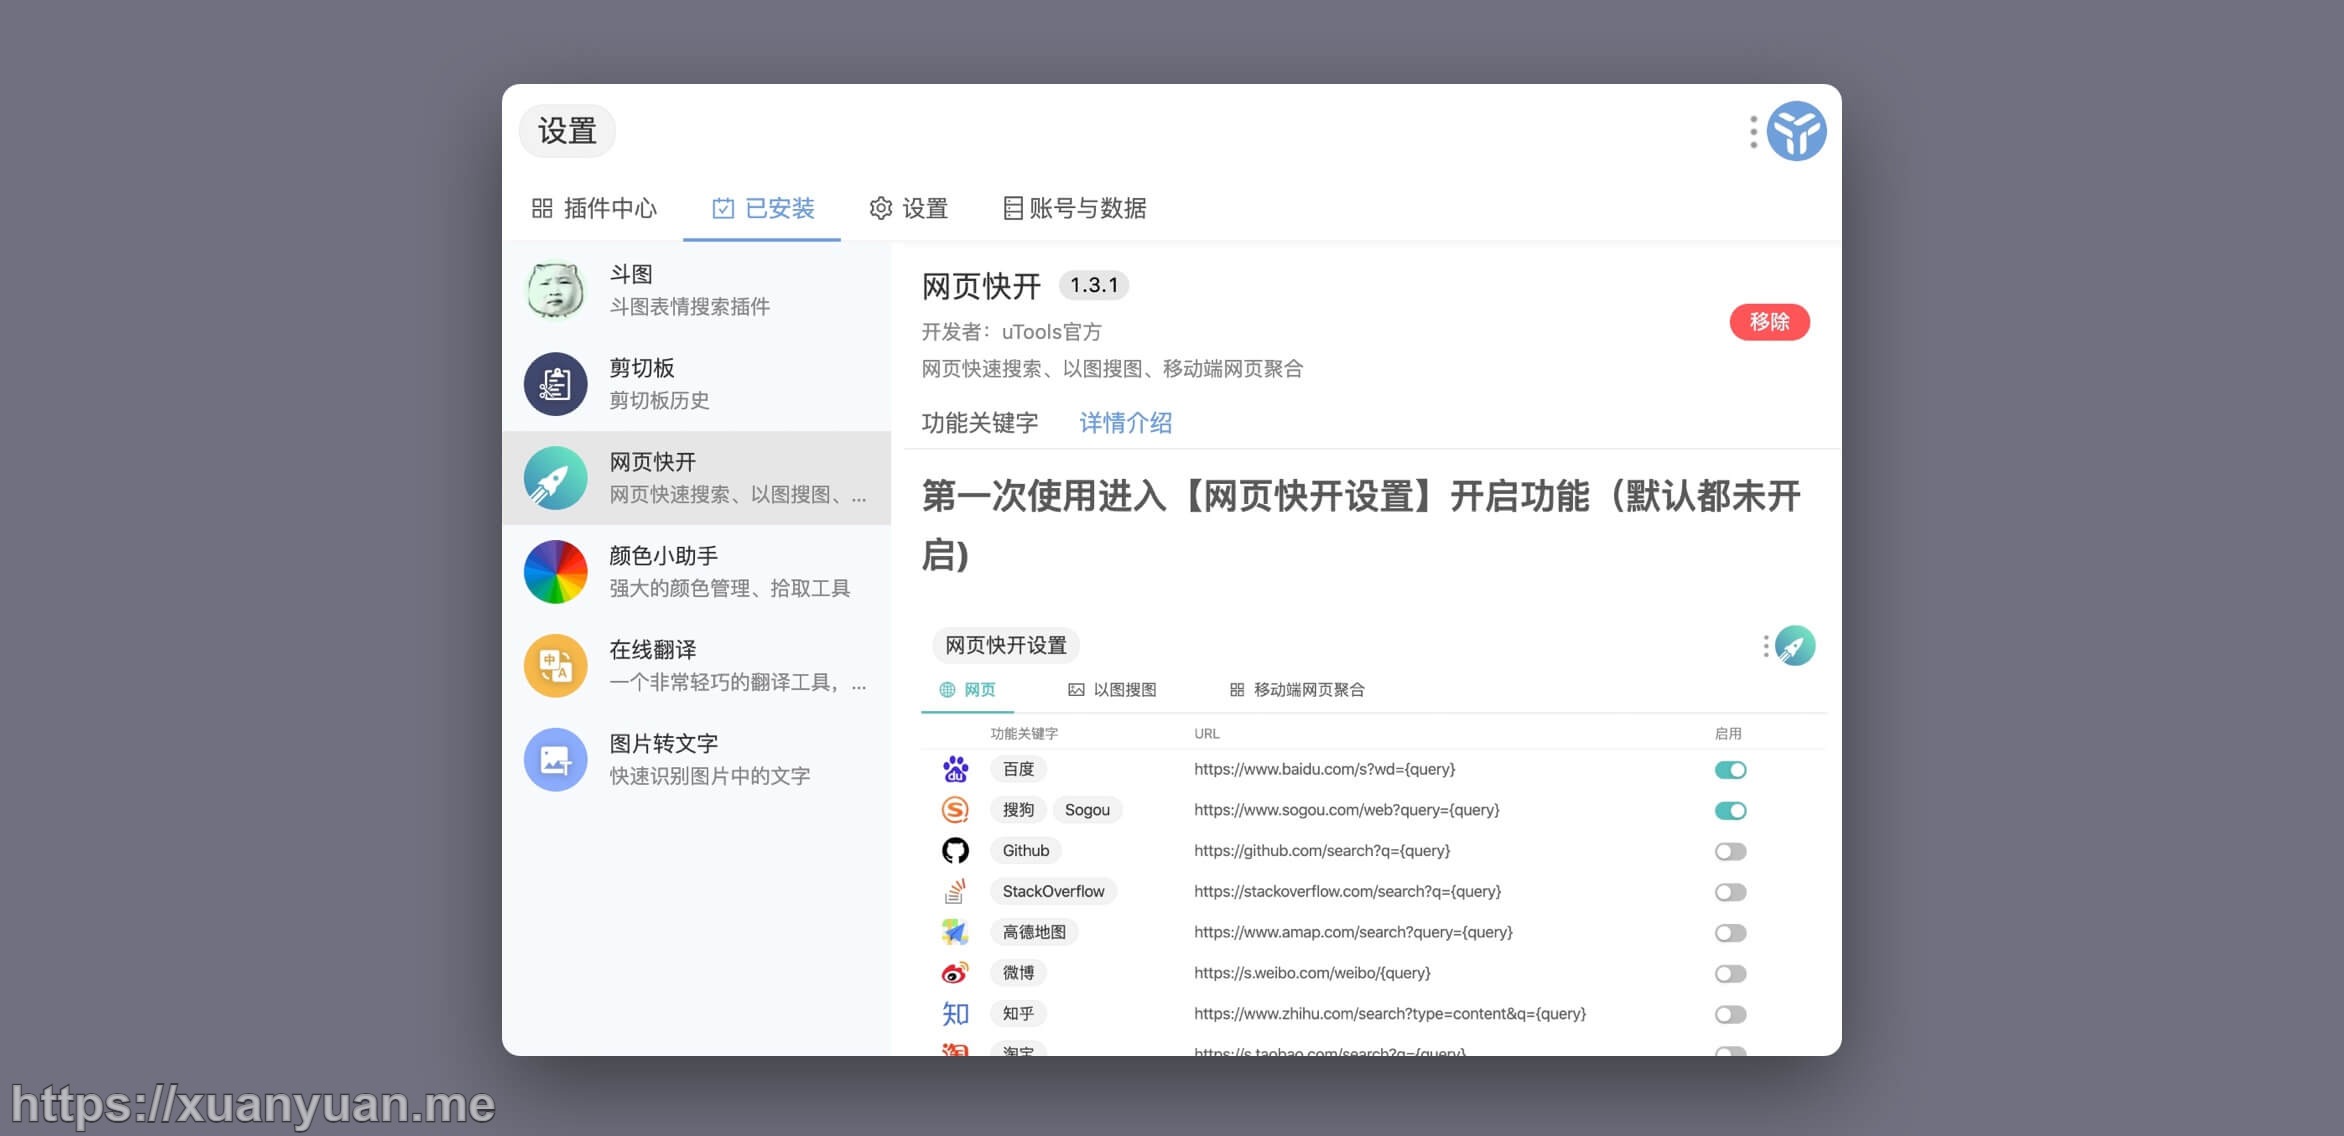 设置
插件中心 已安装 设置 账号与数据
斗图
斗图表情搜索插件
剪切板
剪切板历史
网页快开
网页快速搜索、以图搜图、...
颜色小助手
强大的颜色管理、拾取工具
在线翻译
一个非常轻巧的翻译工具，...
图片转文字
快速识别图片中的文字
网页快开 1.3.1
开发者：uTools官方
移除
网页快速搜索、以图搜图、移动端网页聚合
功能关键字 详情介绍
第一次使用进入【网页快开设置】开启功能（默认都未开
启)
网页快开设置
网页 以图搜图 移动端网页聚合
功能关键字 URL 启用
百度 https://www.baidu.com/s?wd={query}
搜狗 Sogou https://www.sogou.com/web?query={query}
Github https://github.com/search?q={query}
StackOverflow https://stackoverflow.com/search?q={query}
高德地图 https://www.amap.com/search?query={query}
微博 https://s.weibo.com/weibo/{query}
知 知乎 https://www.zhihu.com/search?type=content&q={query}
淘 淘宝 https://s.taobao.com/search?q={query}
https://xuanyuan.me